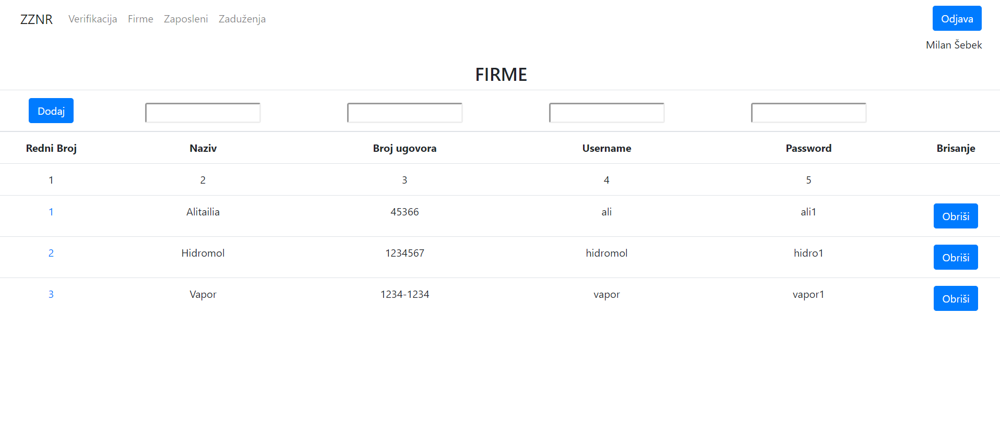 ZZNR Verifikacija Firme Zaposleni Zaduženja Odjava
Milan Šebek
FIRME
Dodaj
Redni Broj Naziv Broj ugovora Username Password Brisanje
1 2 3 4 5
1 Alitailia 45366 ali ali1 Obriši
2 Hidromol 1234567 hidromol hidro1 Obriši
3 Vapor 1234-1234 vapor vapor1 Obriši